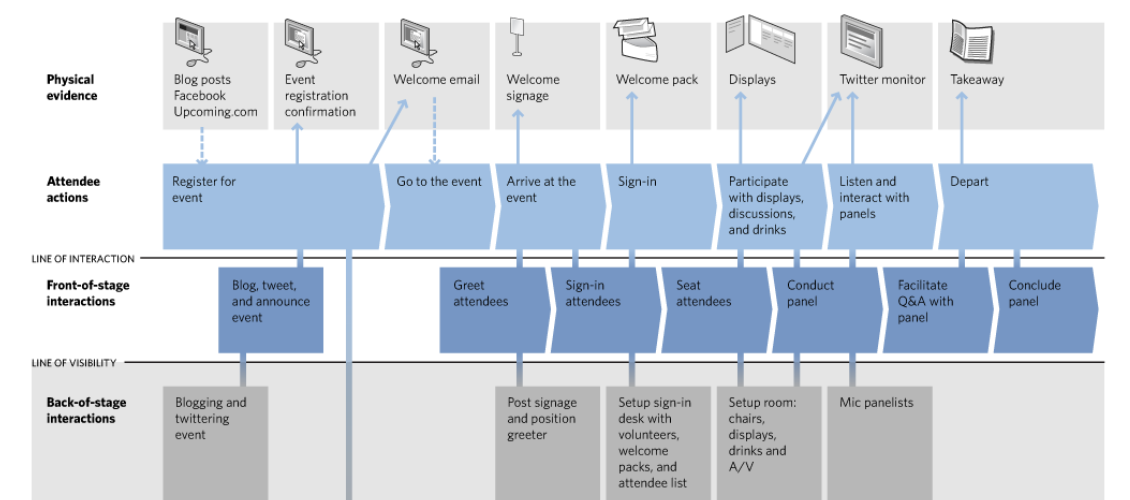 Physical
evidence
Blog posts
Facebook
Upcoming.com
Event
registration
confirmation
Welcome email
Welcome
signage
Welcome pack
Displays
Twitter monitor
Takeaway
Attendee
actions
Register for
event
Go to the event
Arrive at the
event
Sign-in
Participate
with displays,
discussions,
and drinks
Listen and
interact with
panels
Depart
LINE OF INTERACTION
Front-of-stage
interactions
Blog, tweet,
and announce
event
Greet
attendees
Sign-in
attendees
Seat
attendees
Conduct
panel
Facilitate
Q&A with
panel
Conclude
panel
LINE OF VISIBILITY
Back-of-stage
interactions
Blogging and
twittering
event
Post signage
and position
greeter
Setup sign-in
desk with
volunteers,
welcome
packs, and
attendee list
Setup room:
chairs,
displays,
drinks and
A/V
Mic panelists